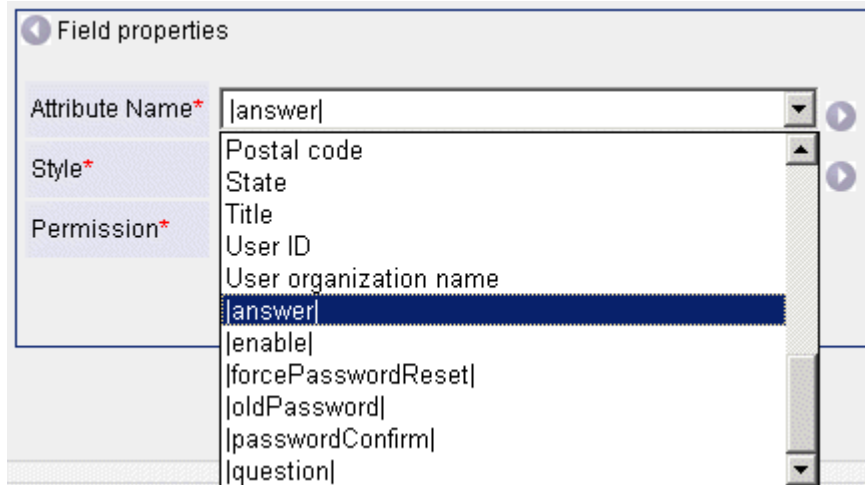 Field properties
Attribute Name* |answer|
Postal code
Style*
State
Title
Permission*
User ID
User organization name
|answer|
|enable|
|forcePasswordReset|
|oldPassword|
|passwordConfirm|
|question|